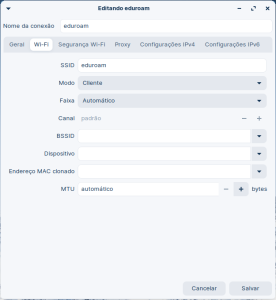 Editando eduroam
Nome da conexão eduroam
Geral Wi-Fi Segurança Wi-Fi Proxy Configurações IPv4 Configurações IPv6
SSID eduroam
Modo Cliente
Faixa Automático
Canal padrão − +
BSSID
Dispositivo
Endereço MAC clonado
MTU automático − + bytes
Cancelar Salvar